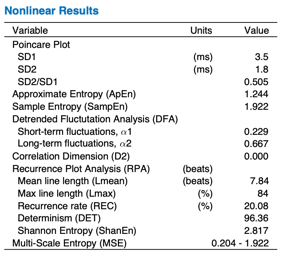 Nonlinear Results
Variable Units Value
Poincare Plot
SD1 (ms) 3.5
SD2 (ms) 1.8
SD2/SD1 0.505
Approximate Entropy (ApEn) 1.244
Sample Entropy (SampEn) 1.922
Detrended Fluctutation Analysis (DFA)
Short-term fluctuations, α1 0.229
Long-term fluctuations, α2 0.667
Correlation Dimension (D2) 0.000
Recurrence Plot Analysis (RPA) (beats)
Mean line length (Lmean) (beats) 7.84
Max line length (Lmax) (%) 84
Recurrence rate (REC) (%) 20.08
Determinism (DET) 96.36
Shannon Entropy (ShanEn) 2.817
Multi-Scale Entropy (MSE) 0.204 - 1.922